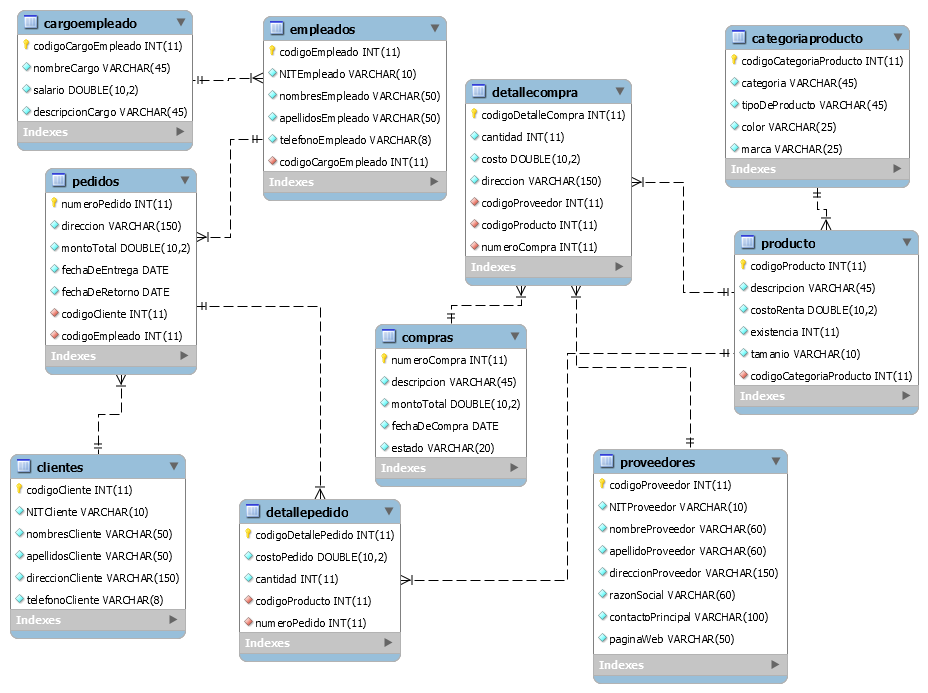 cargoempleado
codigoCargoEmpleado INT(11)
nombreCargo VARCHAR(45)
salario DOUBLE(10,2)
descripcionCargo VARCHAR(45)
Indexes
empleados
codigoEmpleado INT(11)
NITEmpleado VARCHAR(10)
nombresEmpleado VARCHAR(50)
apellidosEmpleado VARCHAR(50)
telefonoEmpleado VARCHAR(8)
codigoCargoEmpleado INT(11)
Indexes
detallecompra
codigoDetalleCompra INT(11)
cantidad INT(11)
costo DOUBLE(10,2)
direccion VARCHAR(150)
codigoProveedor INT(11)
codigoProducto INT(11)
numeroCompra INT(11)
Indexes
categoriaproducto
codigoCategoriaProducto INT(11)
categoria VARCHAR(45)
tipoDeProducto VARCHAR(45)
color VARCHAR(25)
marca VARCHAR(25)
Indexes
pedidos
numeroPedido INT(11)
direccion VARCHAR(150)
montoTotal DOUBLE(10,2)
fechaDeEntrega DATE
fechaDeRetorno DATE
codigoCliente INT(11)
codigoEmpleado INT(11)
Indexes
producto
codigoProducto INT(11)
descripcion VARCHAR(45)
costoRenta DOUBLE(10,2)
existencia INT(11)
tamanio VARCHAR(10)
codigoCategoriaProducto INT(11)
Indexes
compras
numeroCompra INT(11)
descripcion VARCHAR(45)
montoTotal DOUBLE(10,2)
fechaDeCompra DATE
estado VARCHAR(20)
Indexes
clientes
codigoCliente INT(11)
NITCliente VARCHAR(10)
nombresCliente VARCHAR(50)
apellidosCliente VARCHAR(50)
direccionCliente VARCHAR(150)
telefonoCliente VARCHAR(8)
Indexes
detallepedido
codigoDetallePedido INT(11)
costoPedido DOUBLE(10,2)
cantidad INT(11)
codigoProducto INT(11)
numeroPedido INT(11)
Indexes
proveedores
codigoProveedor INT(11)
NITProveedor VARCHAR(10)
nombreProveedor VARCHAR(60)
apellidoProveedor VARCHAR(60)
direccionProveedor VARCHAR(150)
razonSocial VARCHAR(60)
contactoPrincipal VARCHAR(100)
paginaWeb VARCHAR(50)
Indexes